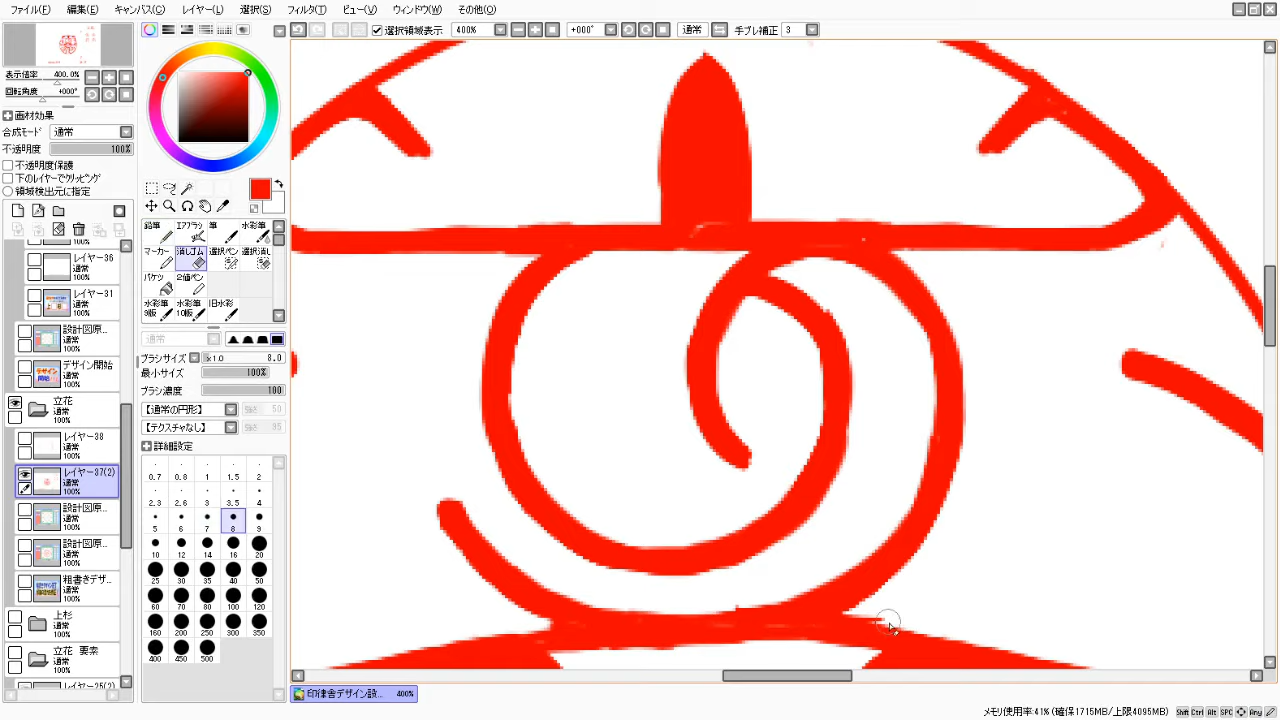 ファイル(F) 編集(E) キャンバス(C) レイヤー(L) 選択(S) フィルタ(T) ビュー(V) ウィンドウ(W) その他(O)
選択領域表示 400% +000° 通常 手ブレ補正 3
表示倍率 400.0%
回転角度 +000°
画材効果
合成モード 通常
不透明度 100%
不透明度保護
下のレイヤーでクリッピング
領域検出元に指定
鉛筆 エアブラシ 筆 水彩筆
マーカー 消しゴム 選択ペン 選択消し
バケツ 2値ペン
水彩筆 9版 水彩筆 10版 旧水彩
通常
ブラシサイズ x1.0 8.0
最小サイズ 100%
ブラシ濃度 100
【通常の円形】 強さ 50
【テクスチャなし】 強さ 95
詳細設定
0.7 0.8 1 1.5 2
2.3 2.6 3 3.5 4
5 6 7 8 9
10 12 14 16 20
25 30 35 40 50
60 70 80 100 120
160 200 250 300 350
400 450 500
100%
レイヤー36
通常
100%
レイヤー31
通常
100%
設計図原...
通常
100%
デザイン開始
通常
100%
立花
通常
100%
レイヤー38
通常
100%
レイヤー37(2)
通常
100%
設計図原...
通常
100%
設計図原...
通常
100%
粗書きデザ...
通常
100%
上杉
通常
100%
立花 要素
通常
100%
レイヤー25(2)
印律舎デザイン設... 400%
メモリ使用率:41% (確保1715MB/上限4095MB) Shift Ctrl Alt SPC Any